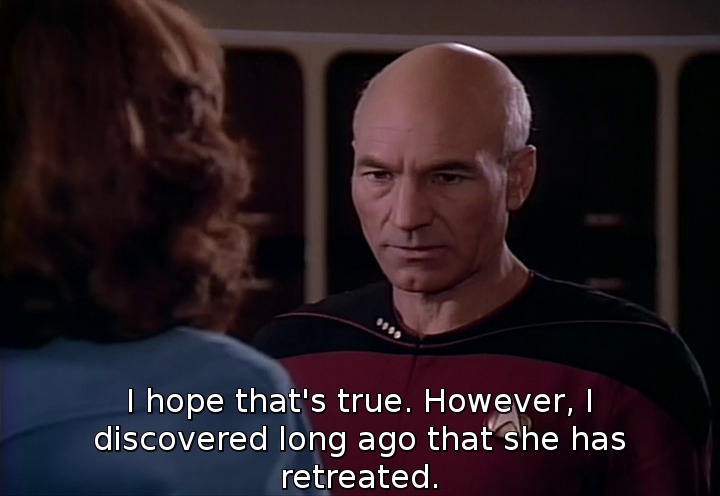 I hope that's true. However, I
discovered long ago that she has
retreated.